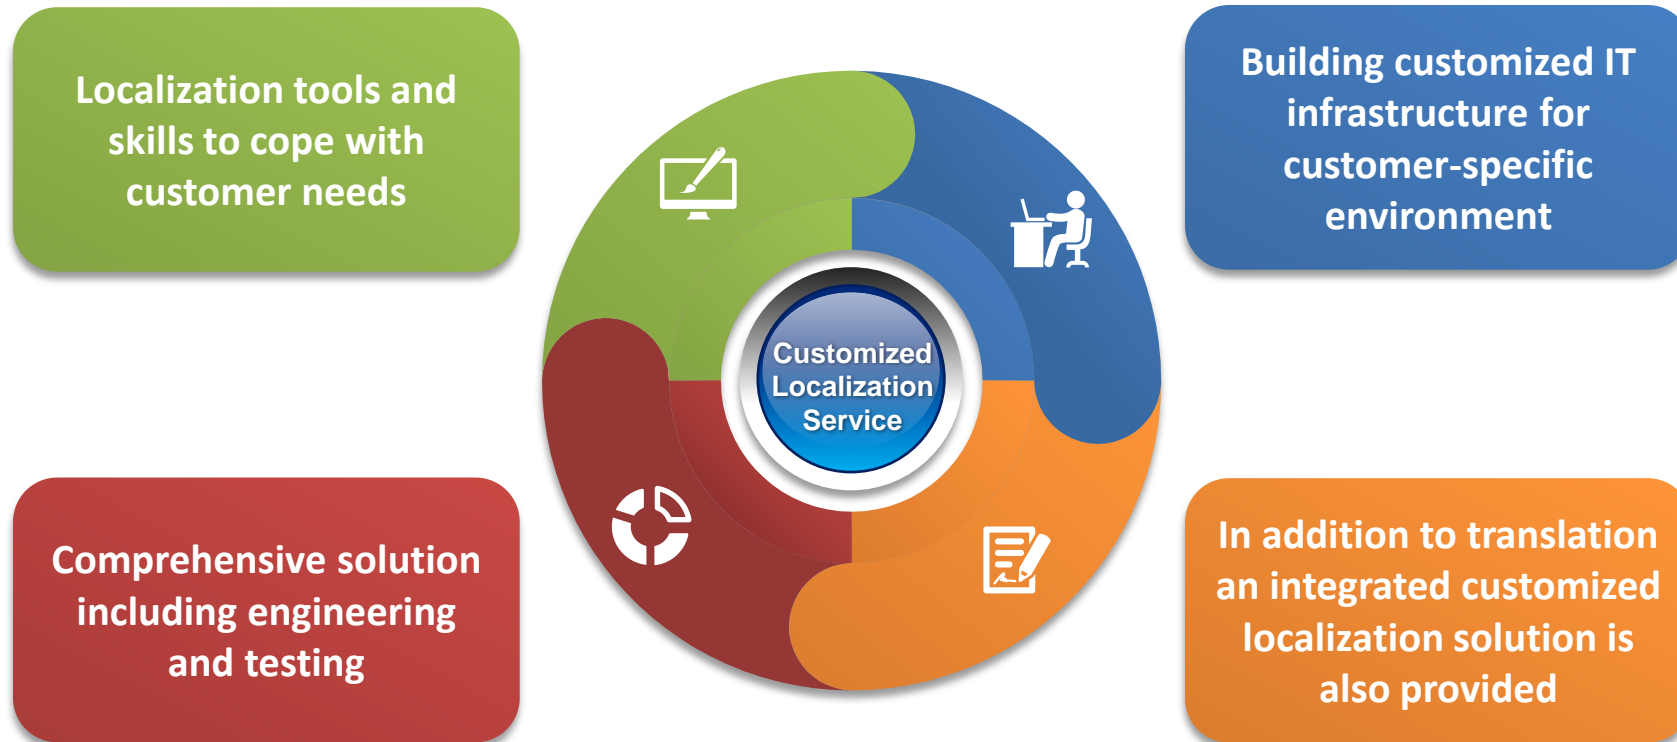 Localization tools and
skills to cope with
customer needs
Building customized IT
infrastructure for
customer-specific
environment
Customized
Localization
Service
Comprehensive solution
including engineering
and testing
In addition to translation
an integrated customized
localization solution is
also provided